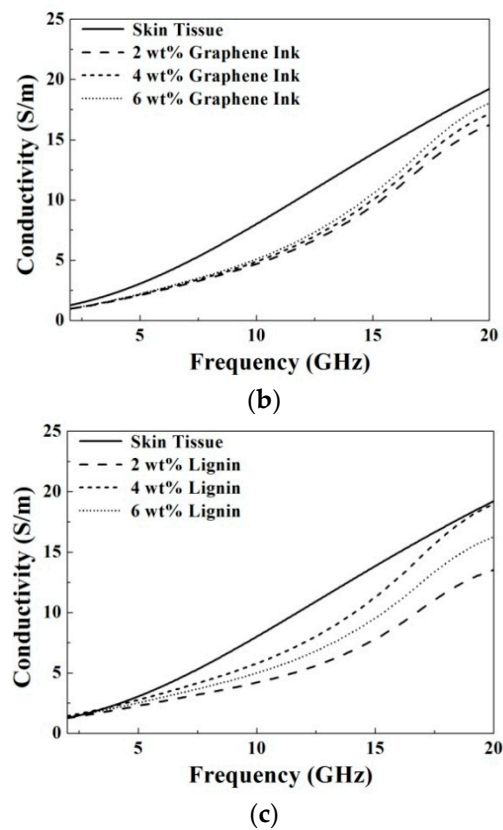 25
Skin Tissue
2 wt% Graphene Ink
4 wt% Graphene Ink
6 wt% Graphene Ink
20
15
10
5
0
Conductivity (S/m)
5 10 15 20
Frequency (GHz)
(b)
25
Skin Tissue
2 wt% Lignin
4 wt% Lignin
6 wt% Lignin
20
15
10
5
0
Conductivity (S/m)
5 10 15 20
Frequency (GHz)
(c)